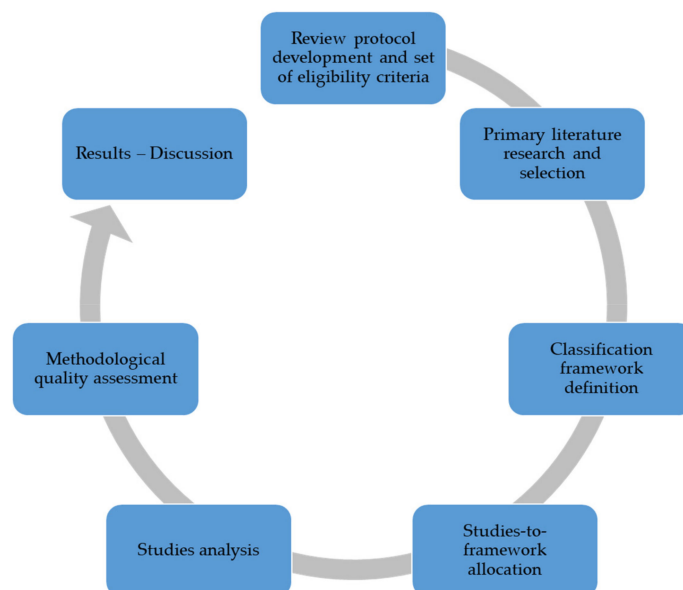 Review protocol
development and set
of eligibility criteria
Primary literature
research and
selection
Classification
framework
definition
Studies-to-
framework
allocation
Studies analysis
Methodological
quality assessment
Results – Discussion